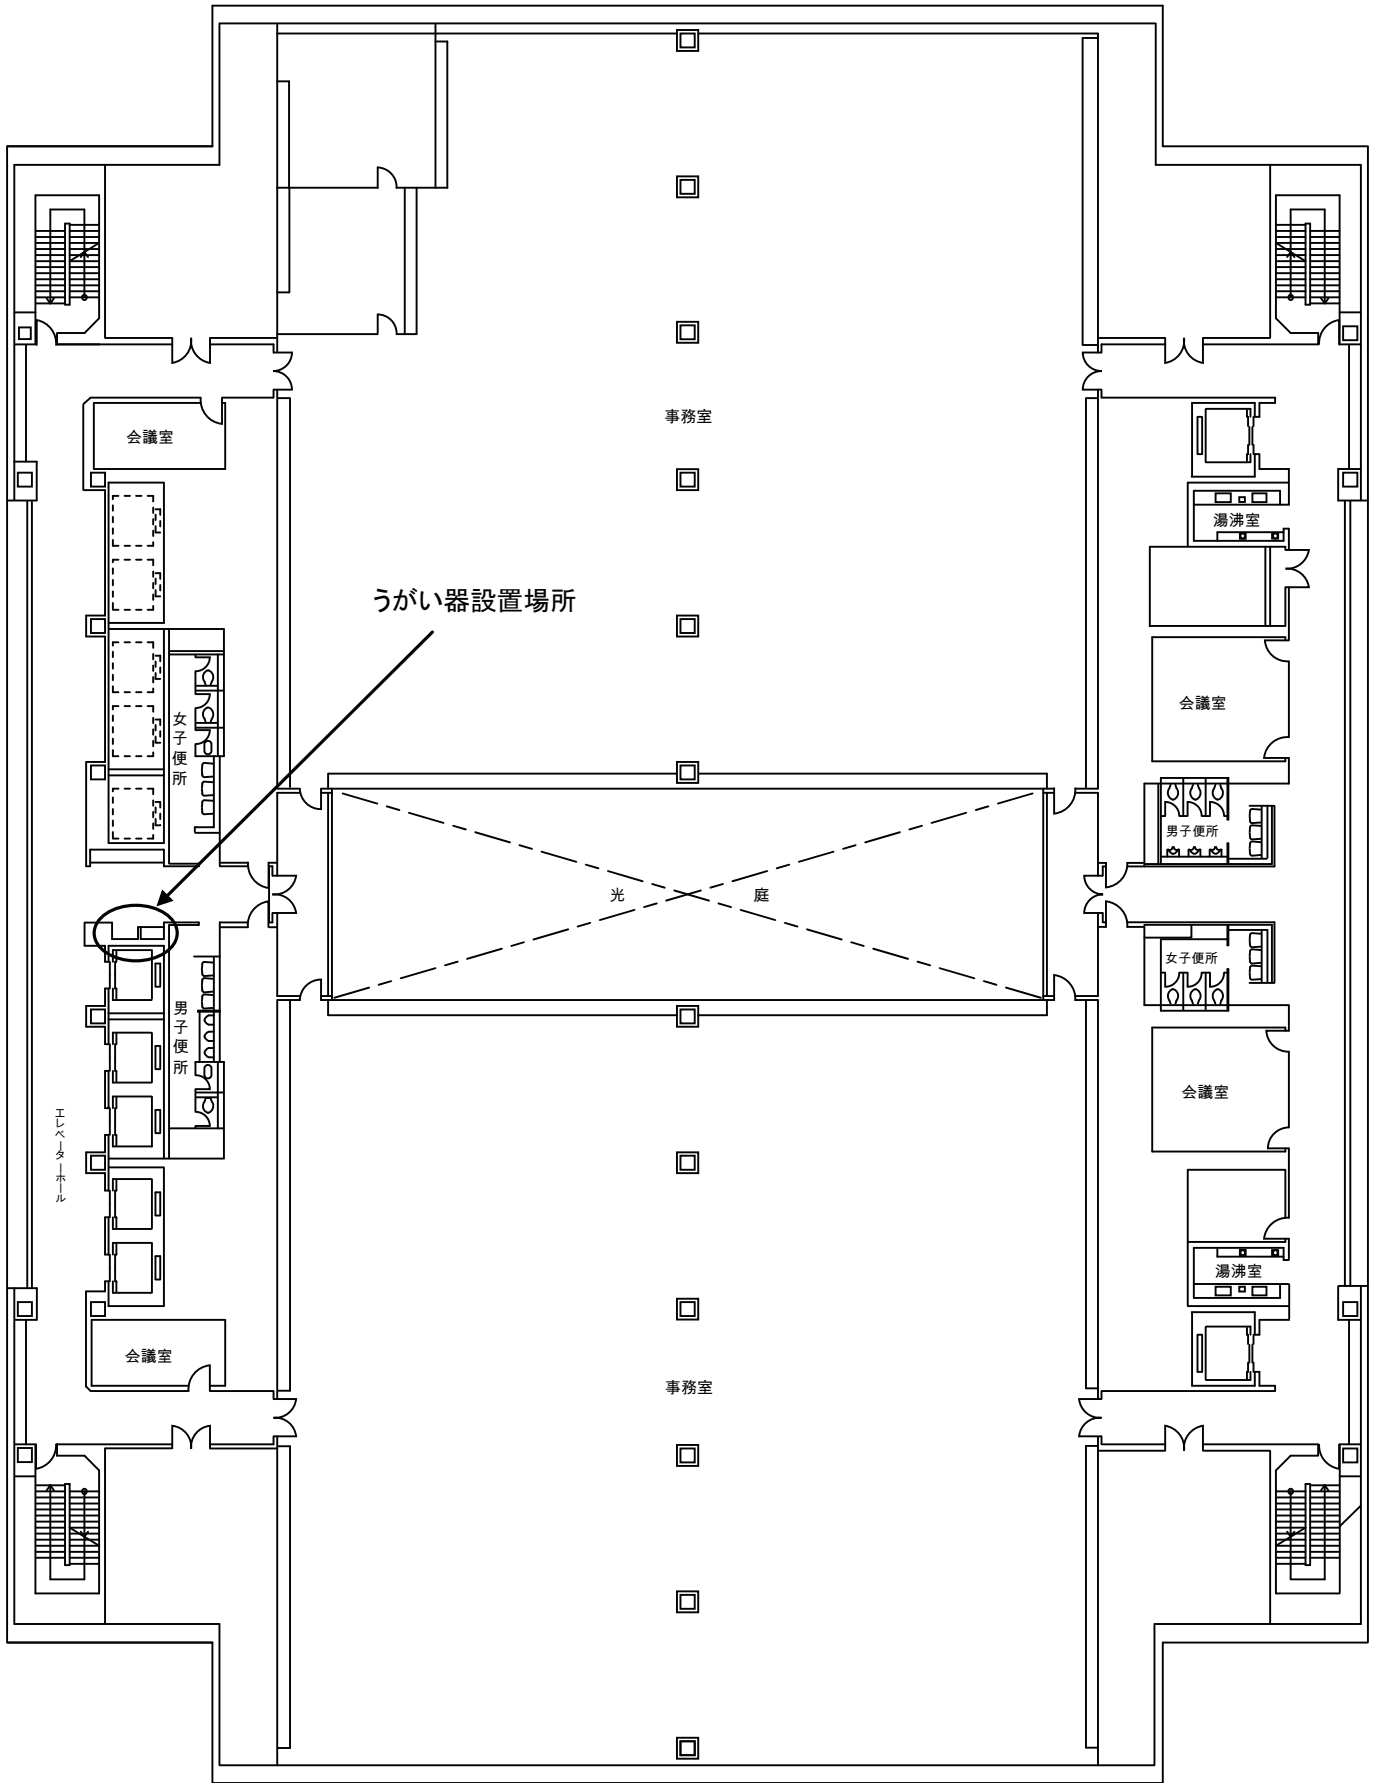 事務室
会議室
湯沸室
うがい器設置場所
会議室
女子便所
男子便所
光庭
女子便所
男子便所
会議室
エレベーターホール
湯沸室
会議室
事務室